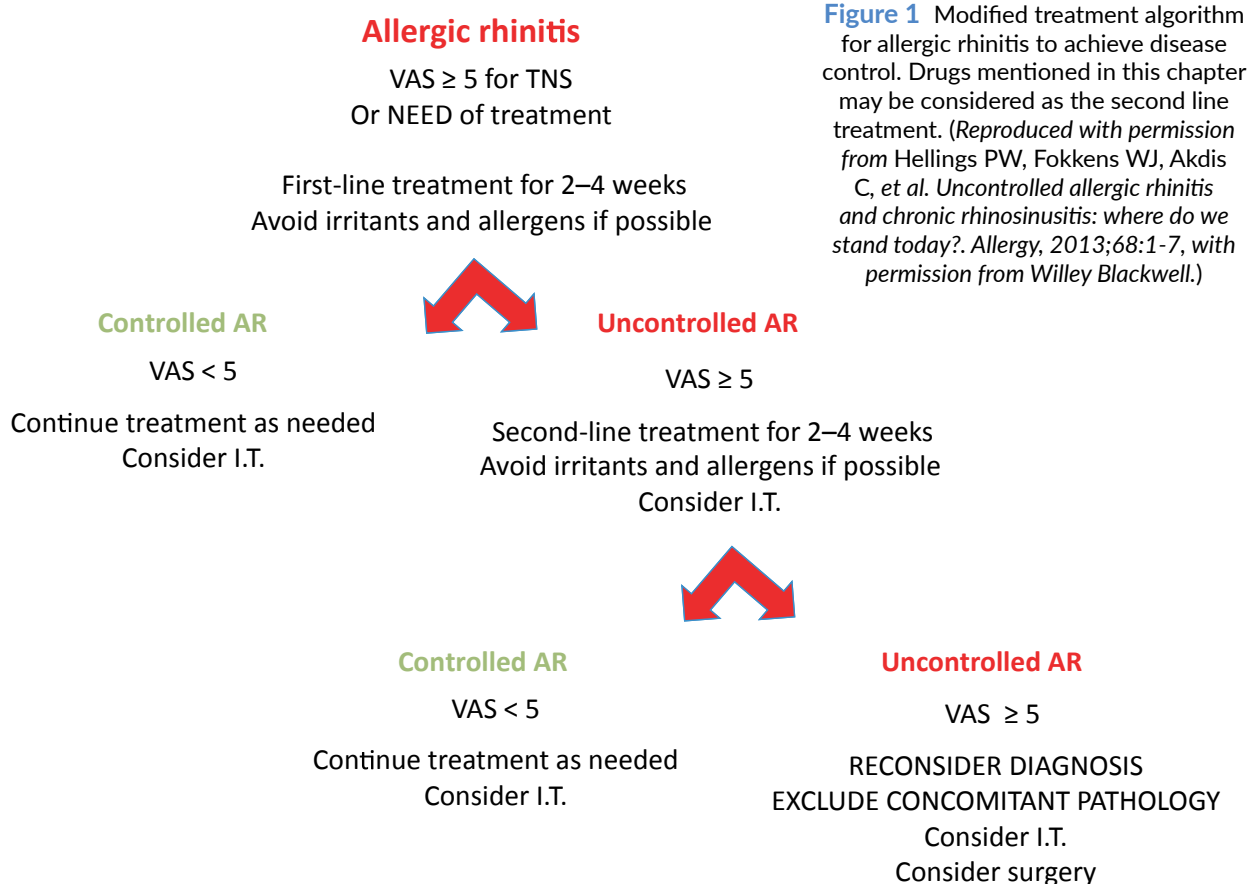 Allergic rhinitis
VAS ≥ 5 for TNS
Or NEED of treatment
First-line treatment for 2–4 weeks
Avoid irritants and allergens if possible
Figure 1 Modified treatment algorithm
for allergic rhinitis to achieve disease
control. Drugs mentioned in this chapter
may be considered as the second line
treatment. (Reproduced with permission
from Hellings PW, Fokkens WJ, Akdis
C, et al. Uncontrolled allergic rhinitis
and chronic rhinosinusitis: where do we
stand today?. Allergy, 2013;68:1-7, with
permission from Willey Blackwell.)
Controlled AR
VAS < 5
Continue treatment as needed
Consider I.T.
Uncontrolled AR
VAS ≥ 5
Second-line treatment for 2–4 weeks
Avoid irritants and allergens if possible
Consider I.T.
Controlled AR
VAS < 5
Continue treatment as needed
Consider I.T.
Uncontrolled AR
VAS ≥ 5
RECONSIDER DIAGNOSIS
EXCLUDE CONCOMITANT PATHOLOGY
Consider I.T.
Consider surgery